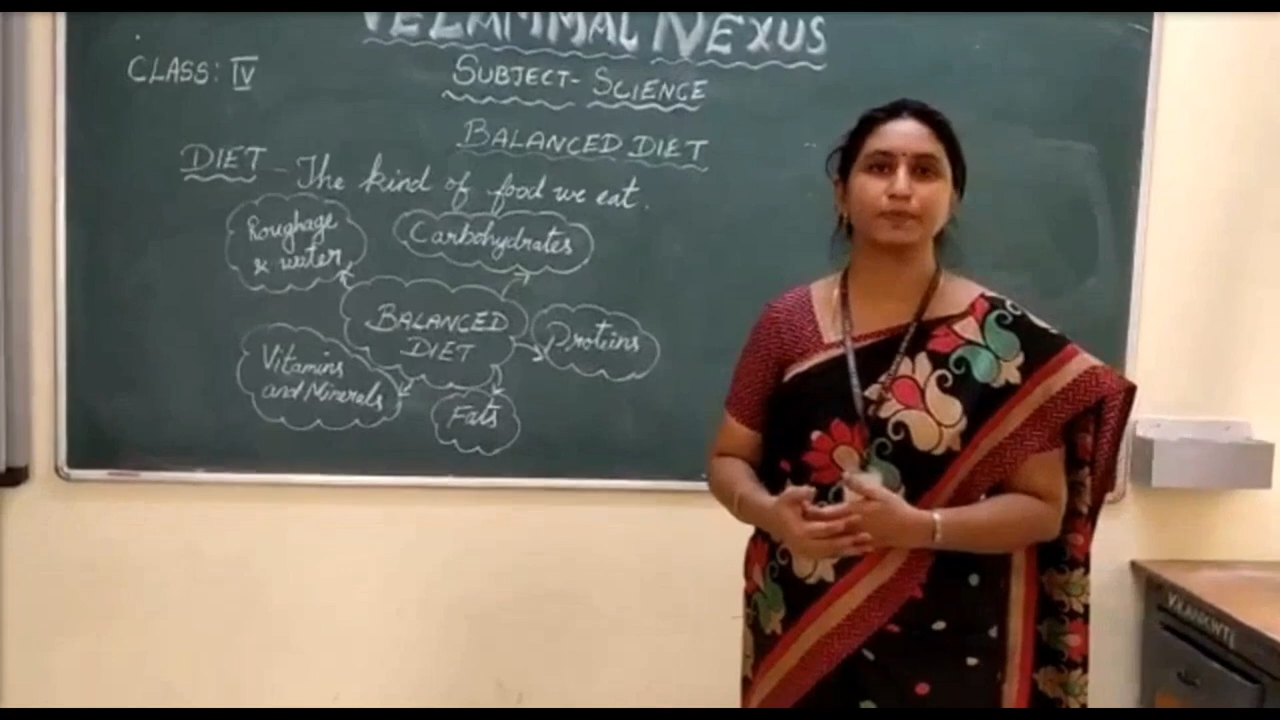 VELAMMAL NEXUS
CLASS: IV
SUBJECT- SCIENCE
BALANCED DIET
DIET - The kind of food we eat.
Roughage
& water
Carbohydrates
BALANCED
DIET
Proteins
Vitamins
and Minerals
Fats